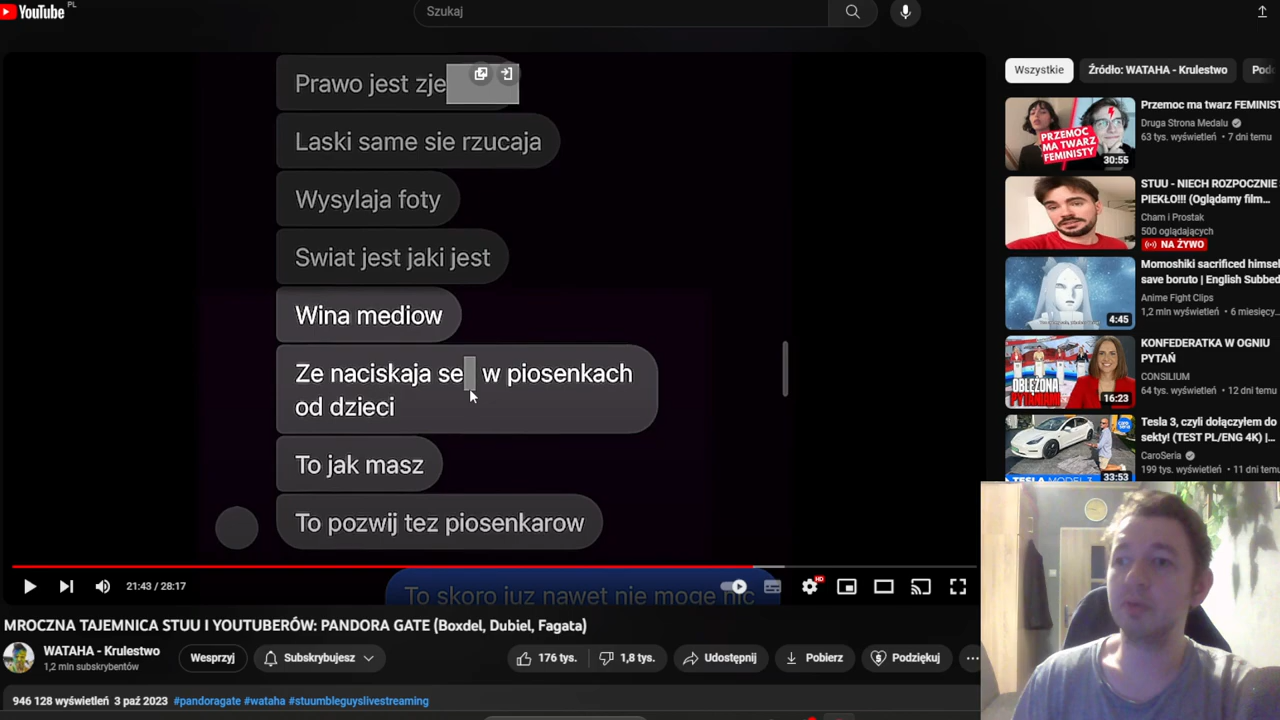 YouTube PL
Szukaj
Prawo jest zje
Laski same sie rzucaja
Wysylaja foty
Swiat jest jaki jest
Wina mediow
Ze naciskaja se w piosenkach
od dzieci
To jak masz
To pozwij tez piosenkarow
To skoro juz nawet nie moge nic
21:43 / 28:17
HD
MROCZNA TAJEMNICA STUU I YOUTUBERÓW: PANDORA GATE (Boxdel, Dubiel, Fagata)
WATAHA - Krulestwo
1,2 mln subskrybentów
Wesprzyj
Subskrybujesz
176 tys.
1,8 tys.
Udostępnij
Pobierz
Podziękuj
946 128 wyświetleń 3 paź 2023 #pandoragate #wataha #stuumbleguyslivestreaming
Wszystkie
Źródło: WATAHA - Krulestwo
PRZEMOC
MA TWARZ
FEMINISTY
30:55
Przemoc ma twarz FEMINIST
Druga Strona Medalu
63 tys. wyświetleń • 7 dni temu
STUU - NIECH ROZPOCZNIE
PIEKŁO!!! (Oglądamy film...
Cham i Prostak
500 oglądających
NA ŻYWO
4:45
Momoshiki sacrificed himsel
save boruto | English Subbed
Anime Fight Clips
1,2 mln wyświetleń • 6 miesięcy...
OBLĘŻONA
PYTANIAMI
16:23
KONFEDERATKA W OGNIU
PYTAŃ
CONSILIUM
64 tys. wyświetleń • 12 dni temu
TESLA MODEL 3
33:53
Tesla 3, czyli dołączyłem do
sekty! (TEST PL/ENG 4K) |...
CaroSeria
199 tys. wyświetleń • 11 dni temu